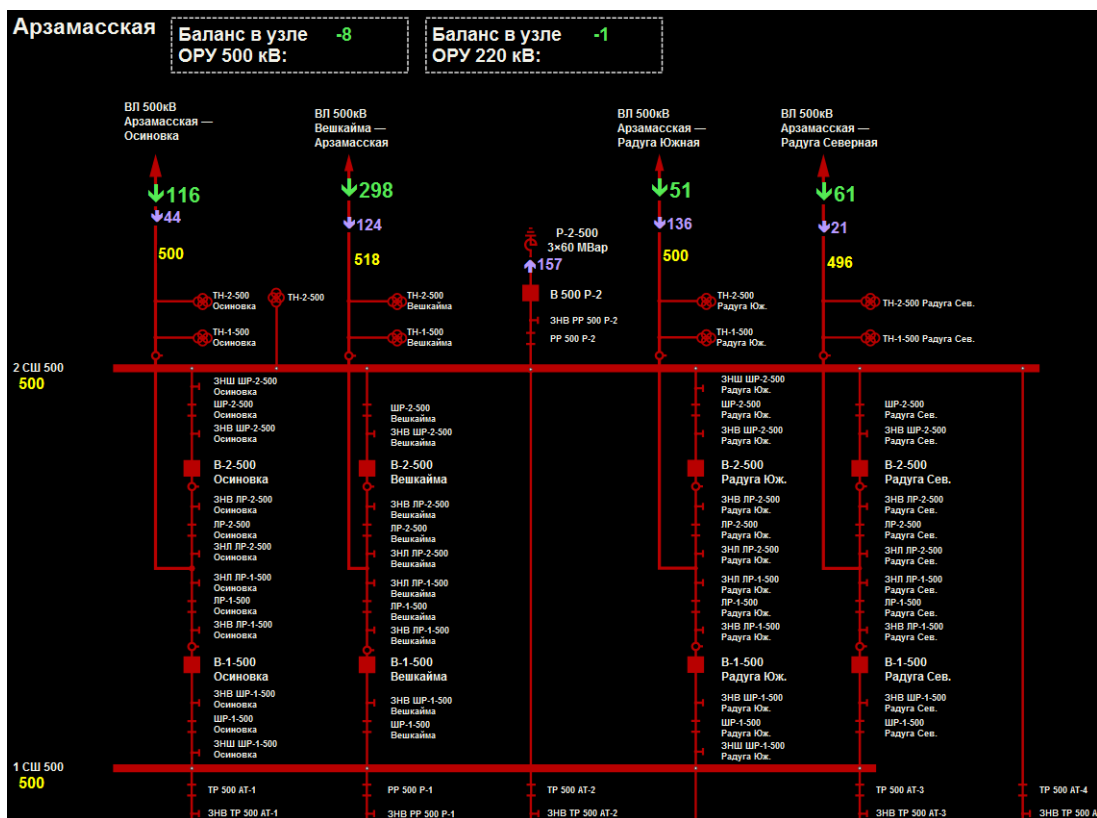 Арзамасская
Баланс в узле -8
ОРУ 500 кВ:
Баланс в узле -1
ОРУ 220 кВ:
ВЛ 500кВ
Арзамасская —
Осиновка
ВЛ 500кВ
Вешкайма —
Арзамасская
ВЛ 500кВ
Арзамасская —
Радуга Южная
ВЛ 500кВ
Арзамасская —
Радуга Северная
116
44
500
298
124
518
Р-2-500
3×60 МВар
157
В 500 Р-2
ЗНВ РР 500 Р-2
РР 500 Р-2
51
136
500
61
21
496
ТН-2-500
Осиновка
ТН-2-500
ТН-1-500
Осиновка
ТН-2-500
Вешкайма
ТН-1-500
Вешкайма
ТН-2-500
Радуга Юж.
ТН-1-500
Радуга Юж.
ТН-2-500 Радуга Сев.
ТН-1-500 Радуга Сев.
2 СШ 500
500
ЗНШ ШР-2-500
Осиновка
ШР-2-500
Осиновка
ЗНВ ШР-2-500
Осиновка
В-2-500
Осиновка
ЗНВ ЛР-2-500
Осиновка
ЛР-2-500
Осиновка
ЗНЛ ЛР-2-500
Осиновка
ЗНЛ ЛР-1-500
Осиновка
ЛР-1-500
Осиновка
ЗНВ ЛР-1-500
Осиновка
В-1-500
Осиновка
ЗНВ ШР-1-500
Осиновка
ШР-1-500
Осиновка
ЗНШ ШР-1-500
Осиновка
ШР-2-500
Вешкайма
ЗНВ ШР-2-500
Вешкайма
В-2-500
Вешкайма
ЗНВ ЛР-2-500
Вешкайма
ЛР-2-500
Вешкайма
ЗНЛ ЛР-2-500
Вешкайма
ЗНЛ ЛР-1-500
Вешкайма
ЛР-1-500
Вешкайма
ЗНВ ЛР-1-500
Вешкайма
В-1-500
Вешкайма
ЗНВ ШР-1-500
Вешкайма
ШР-1-500
Вешкайма
ЗНШ ШР-2-500
Радуга Юж.
ШР-2-500
Радуга Юж.
ЗНВ ШР-2-500
Радуга Юж.
В-2-500
Радуга Юж.
ЗНВ ЛР-2-500
Радуга Юж.
ЛР-2-500
Радуга Юж.
ЗНЛ ЛР-2-500
Радуга Юж.
ЗНЛ ЛР-1-500
Радуга Юж.
ЛР-1-500
Радуга Юж.
ЗНВ ЛР-1-500
Радуга Юж.
В-1-500
Радуга Юж.
ЗНВ ШР-1-500
Радуга Юж.
ШР-1-500
Радуга Юж.
ЗНШ ШР-1-500
Радуга Юж.
ШР-2-500
Радуга Сев.
ЗНВ ШР-2-500
Радуга Сев.
В-2-500
Радуга Сев.
ЗНВ ЛР-2-500
Радуга Сев.
ЛР-2-500
Радуга Сев.
ЗНЛ ЛР-2-500
Радуга Сев.
ЗНЛ ЛР-1-500
Радуга Сев.
ЛР-1-500
Радуга Сев.
ЗНВ ЛР-1-500
Радуга Сев.
В-1-500
Радуга Сев.
ЗНВ ШР-1-500
Радуга Сев.
ШР-1-500
Радуга Сев.
1 СШ 500
500
ТР 500 АТ-1
ЗНВ ТР 500 АТ-1
РР 500 Р-1
ЗНВ РР 500 Р-1
ТР 500 АТ-2
ЗНВ ТР 500 АТ-2
ТР 500 АТ-3
ЗНВ ТР 500 АТ-3
ТР 500 АТ-4
ЗНВ ТР 500 А